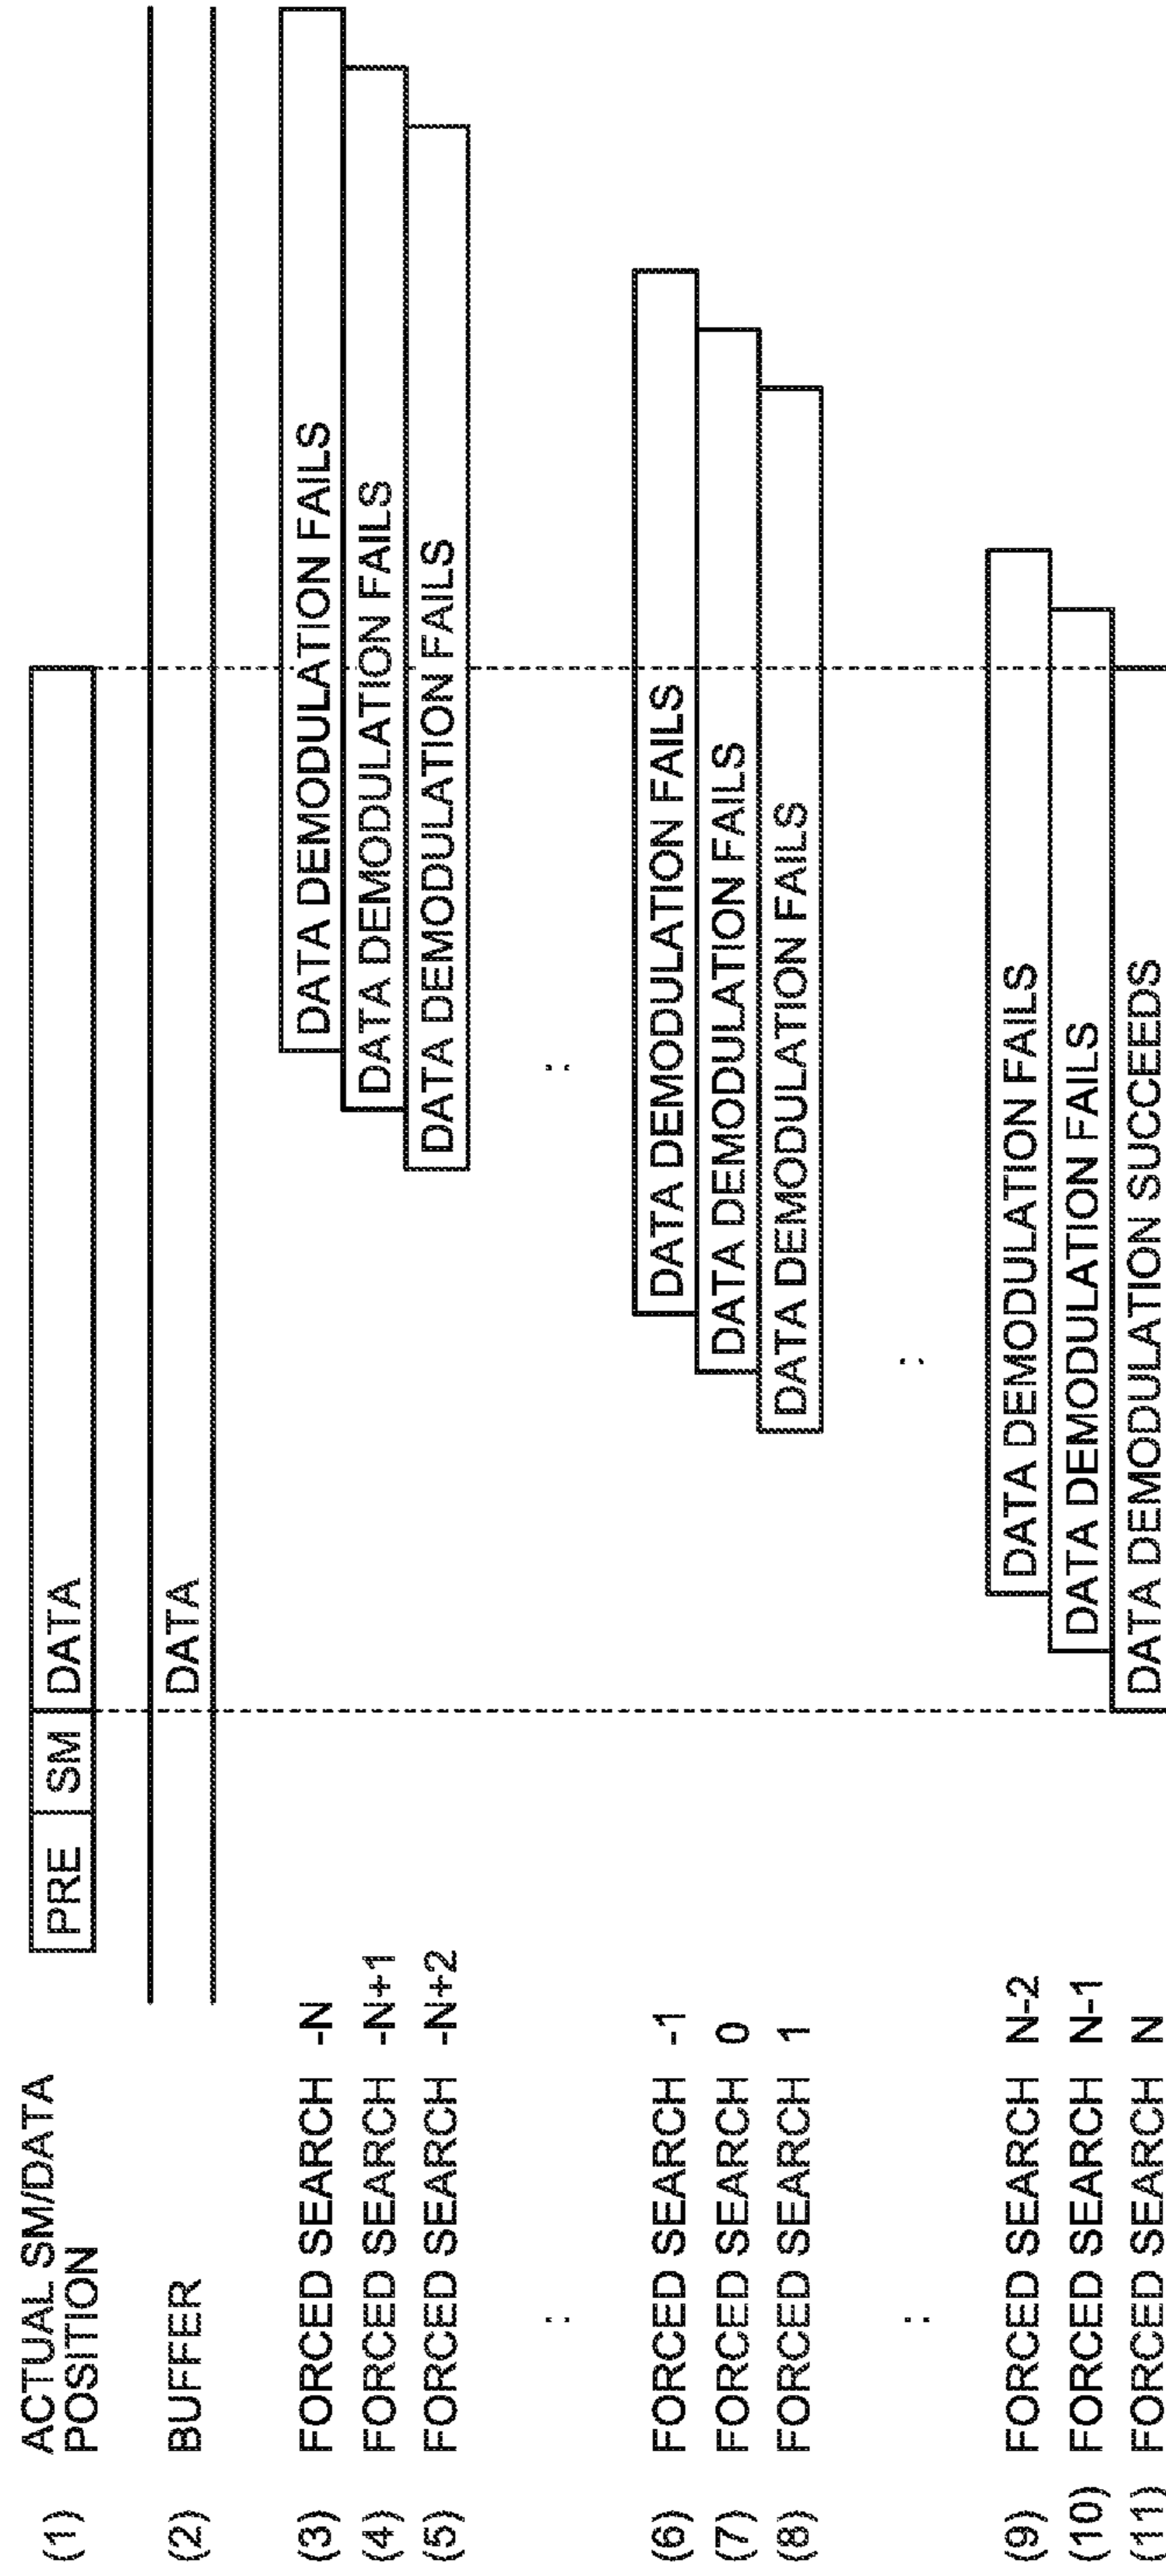 (1) ACTUAL SM/DATA POSITION PRE SM DATA
(2) BUFFER DATA
(3) FORCED SEARCH -N DATA DEMODULATION FAILS
(4) FORCED SEARCH -N+1 DATA DEMODULATION FAILS
(5) FORCED SEARCH -N+2 DATA DEMODULATION FAILS
: :
(6) FORCED SEARCH -1 DATA DEMODULATION FAILS
(7) FORCED SEARCH 0 DATA DEMODULATION FAILS
(8) FORCED SEARCH 1 DATA DEMODULATION FAILS
: :
(9) FORCED SEARCH N-2 DATA DEMODULATION FAILS
(10) FORCED SEARCH N-1 DATA DEMODULATION FAILS
(11) FORCED SEARCH N DATA DEMODULATION SUCCEEDS